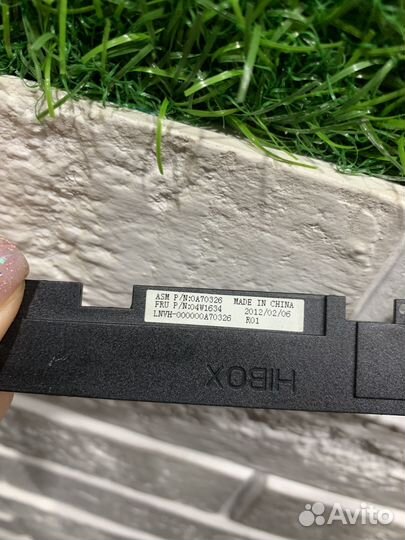 ASM P/N:0A70326 MADE IN CHINA
FRU P/N:04W1634 2012/02/06
LNVH-000000A70326 R01
HIBOX
Avito